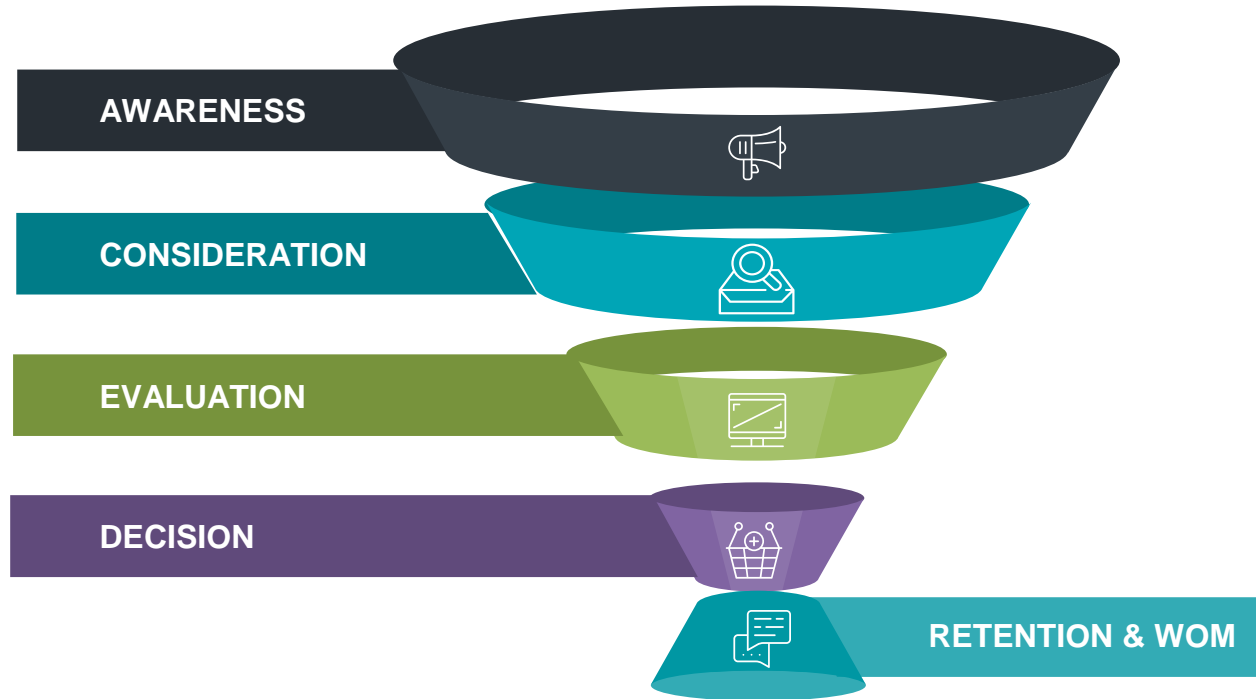 AWARENESS
CONSIDERATION
EVALUATION
DECISION
RETENTION & WOM